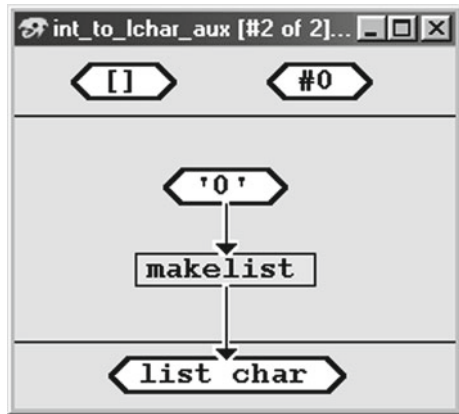 int_to_lchar_aux [#2 of 2]...
[] #0
'0'
makelist
list char